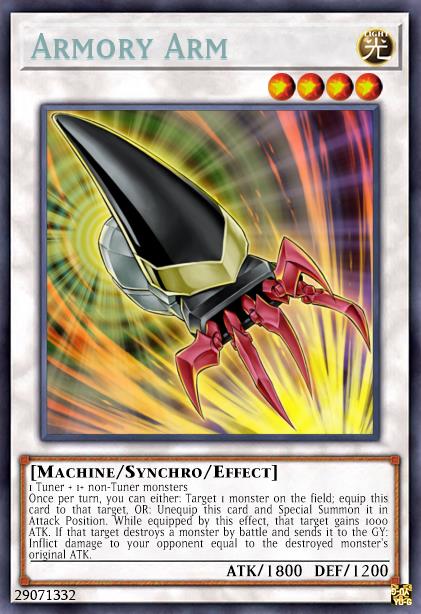 ARMORY ARM
LIGHT
光
[MACHINE/SYNCHRO/EFFECT]
1 Tuner + 1+ non-Tuner monsters
Once per turn, you can either: Target 1 monster on the field; equip this
card to that target, OR: Unequip this card and Special Summon it in
Attack Position. While equipped by this effect, that target gains 1000
ATK. If that target destroys a monster by battle and sends it to the GY:
Inflict damage to your opponent equal to the destroyed monster's
original ATK.
ATK/1800 DEF/1200
29071332